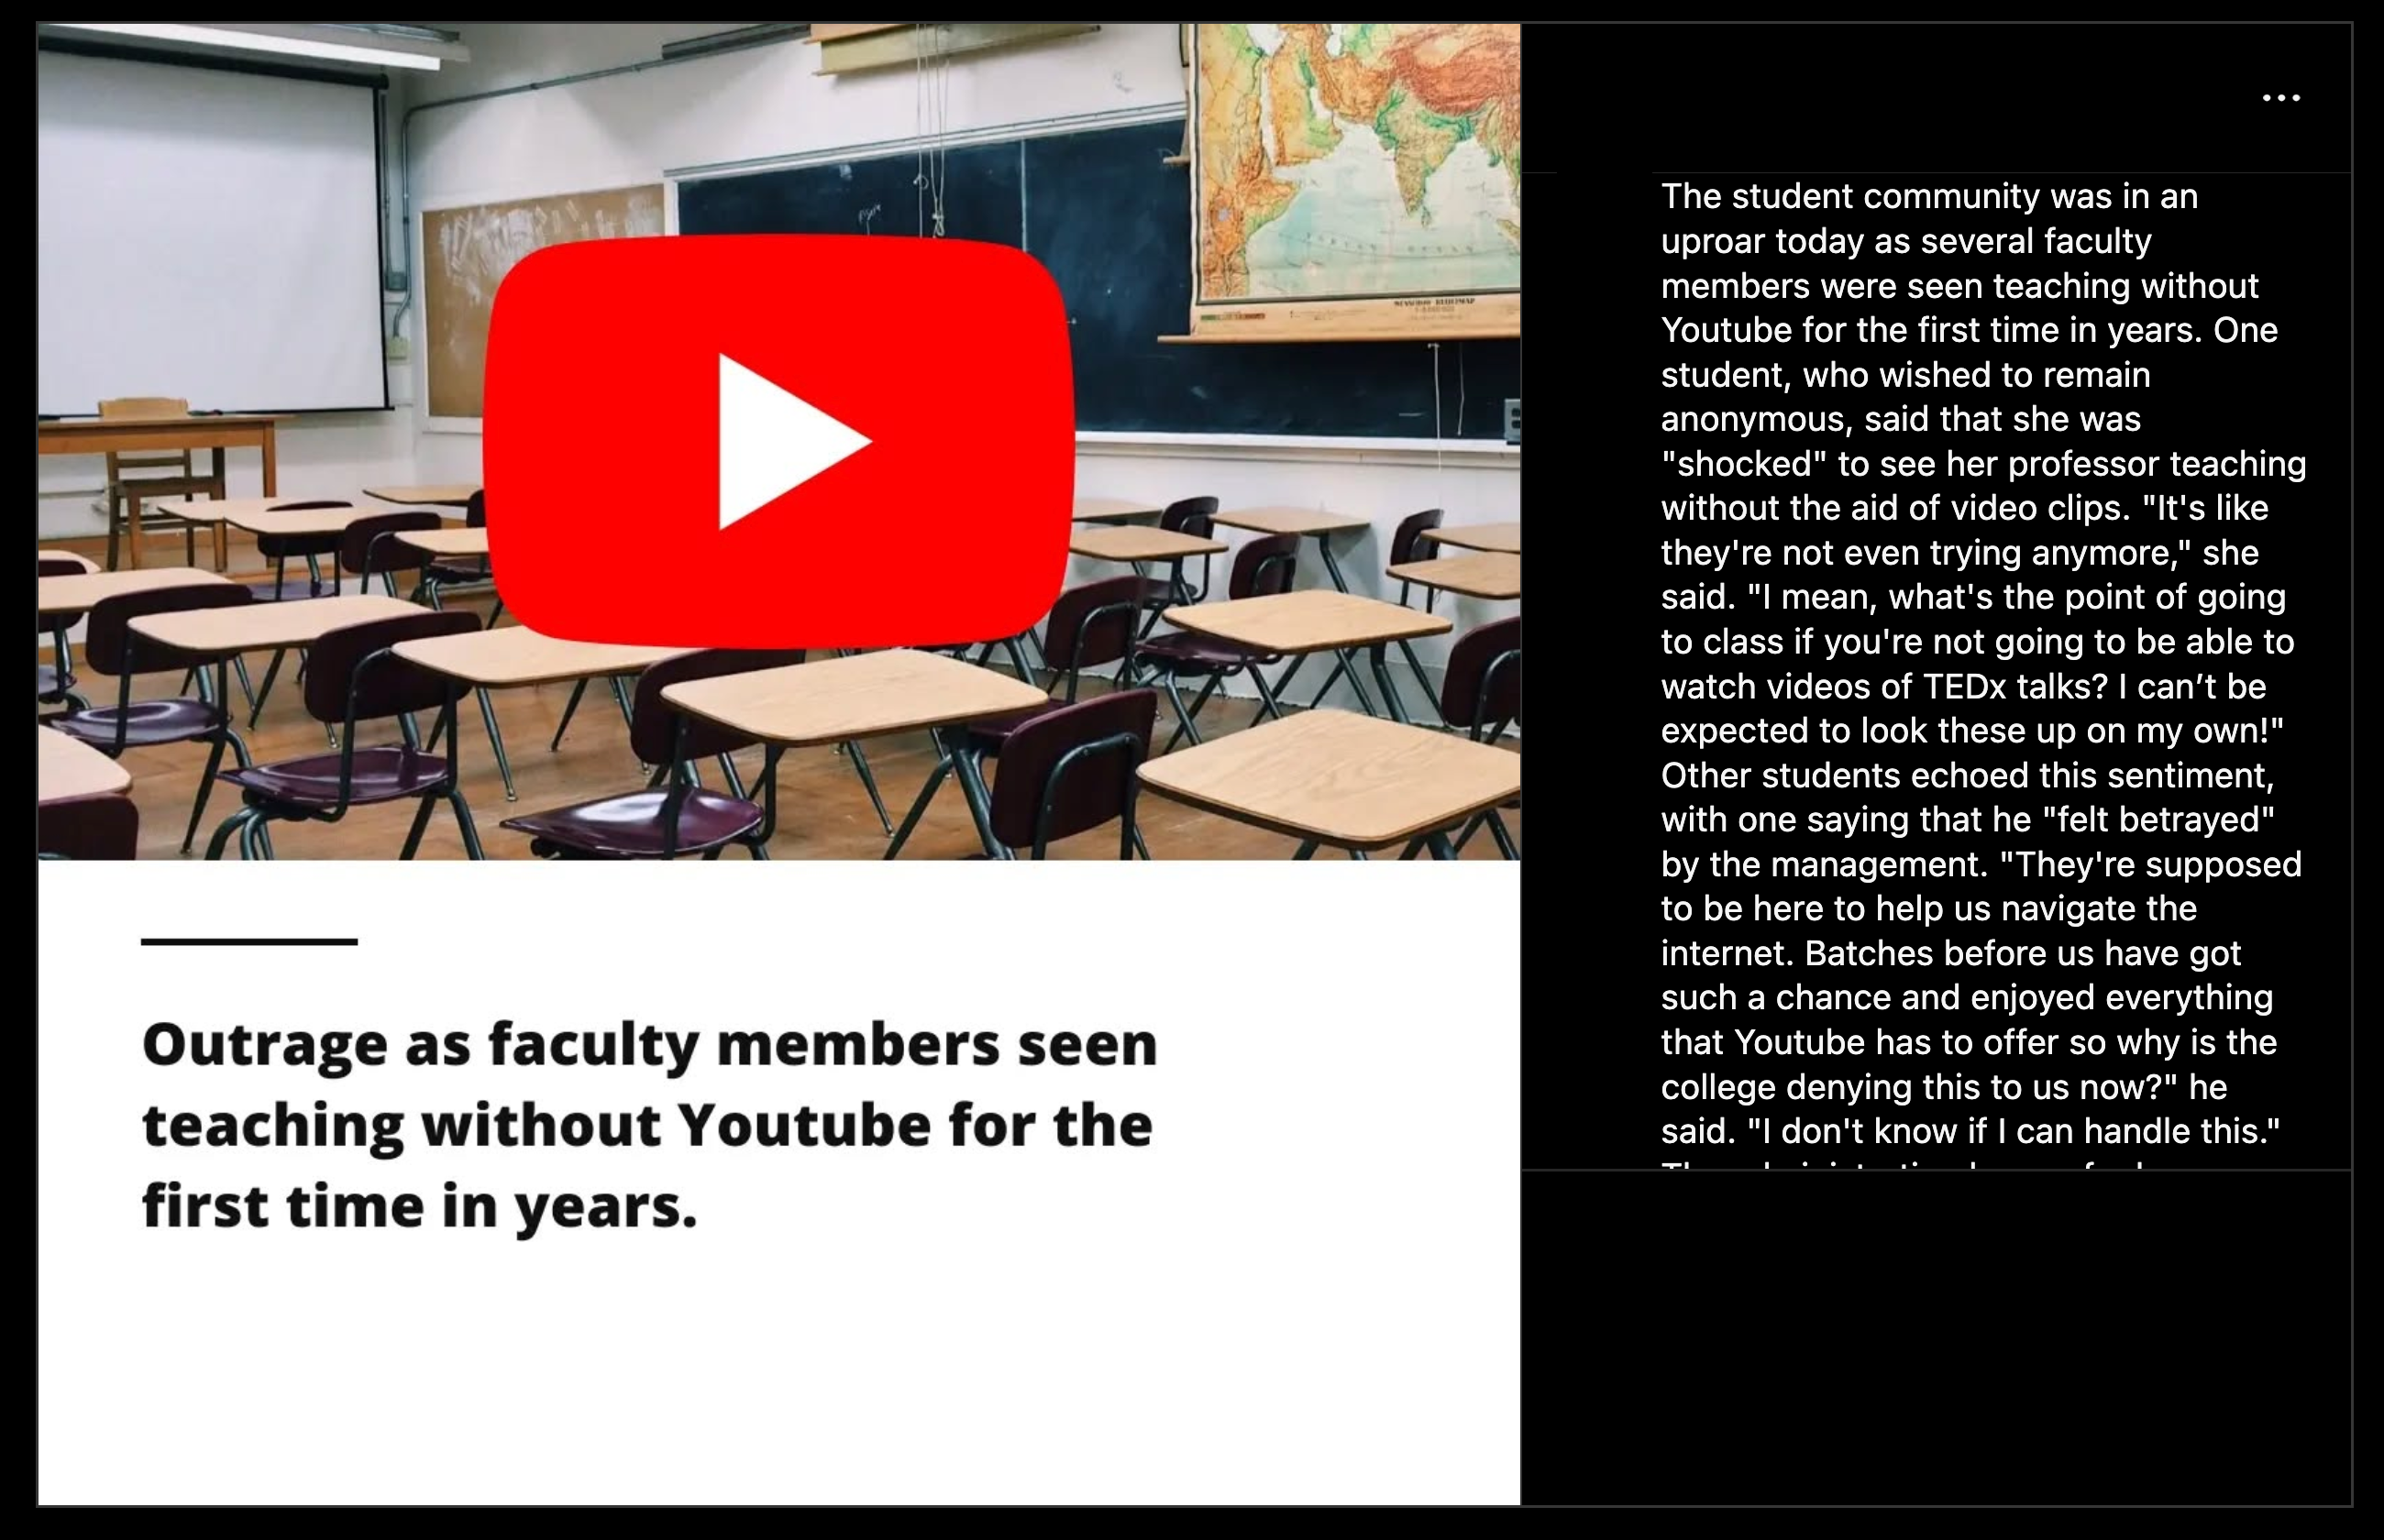 Outrage as faculty members seen
teaching without Youtube for the
first time in years.
The student community was in an
uproar today as several faculty
members were seen teaching without
Youtube for the first time in years. One
student, who wished to remain
anonymous, said that she was
"shocked" to see her professor teaching
without the aid of video clips. "It's like
they're not even trying anymore," she
said. "I mean, what's the point of going
to class if you're not going to be able to
watch videos of TEDx talks? I can’t be
expected to look these up on my own!"
Other students echoed this sentiment,
with one saying that he "felt betrayed"
by the management. "They're supposed
to be here to help us navigate the
internet. Batches before us have got
such a chance and enjoyed everything
that Youtube has to offer so why is the
college denying this to us now?" he
said. "I don't know if I can handle this."